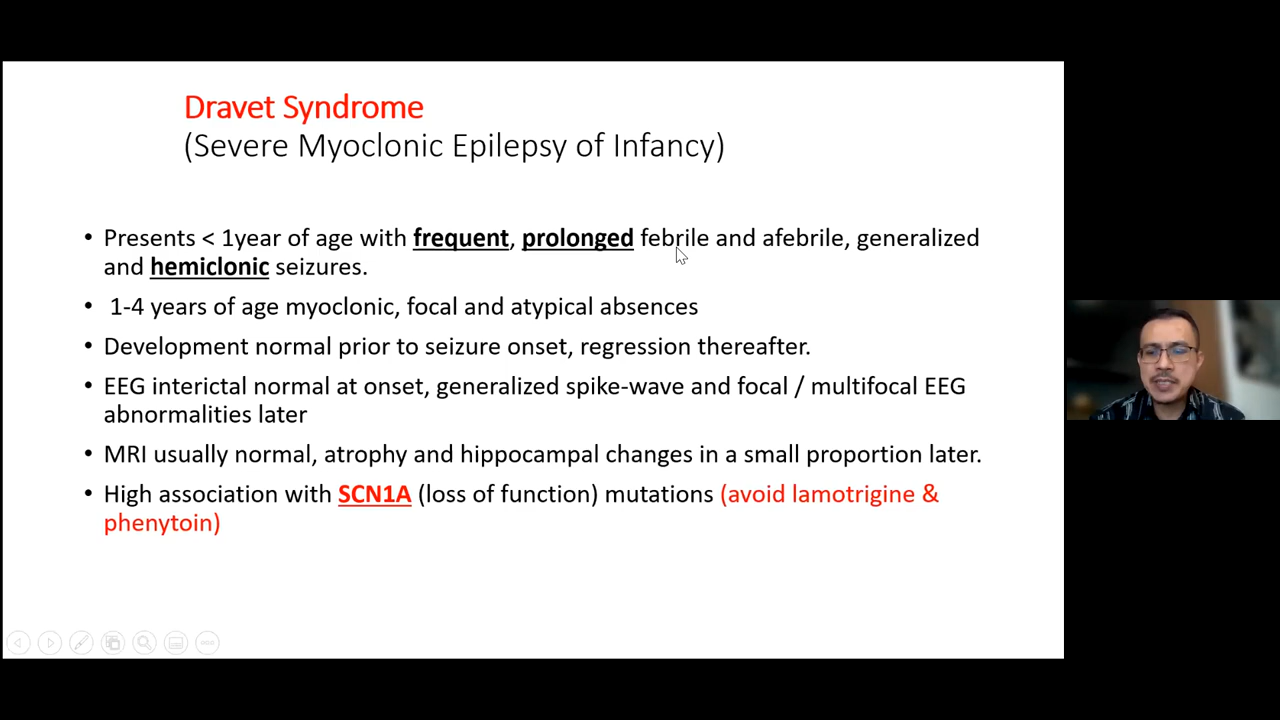 Dravet Syndrome
(Severe Myoclonic Epilepsy of Infancy)
• Presents < 1year of age with frequent, prolonged febrile and afebrile, generalized
and hemiclonic seizures.
• 1-4 years of age myoclonic, focal and atypical absences
• Development normal prior to seizure onset, regression thereafter.
• EEG interictal normal at onset, generalized spike-wave and focal / multifocal EEG
abnormalities later
• MRI usually normal, atrophy and hippocampal changes in a small proportion later.
• High association with SCN1A (loss of function) mutations (avoid lamotrigine &
phenytoin)